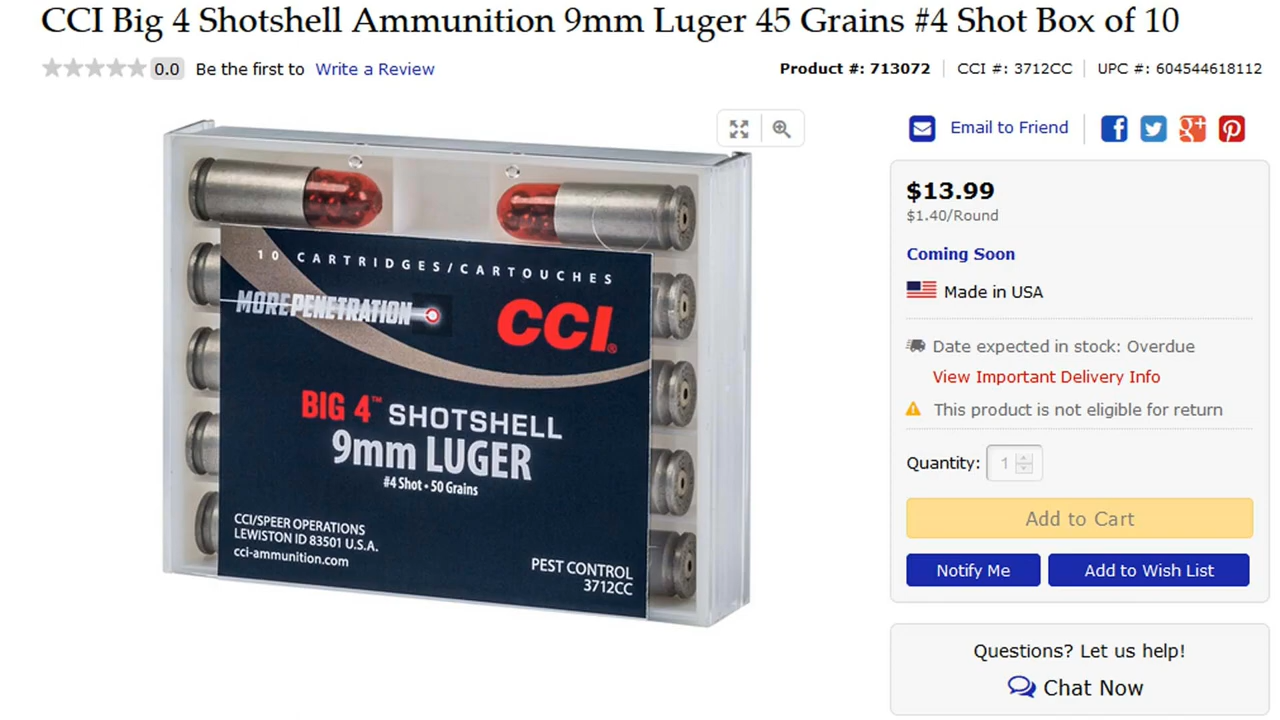 CCI Big 4 Shotshell Ammunition 9mm Luger 45 Grains #4 Shot Box of 10
0.0 Be the first to Write a Review
Product #: 713072 CCI #: 3712CC UPC #: 604544618112
Email to Friend
10 CARTRIDGES/CARTOUCHES
MOREPENETRATION
CCI®
BIG 4™ SHOTSHELL
9mm LUGER
#4 Shot • 50 Grains
CCI/SPEER OPERATIONS
LEWISTON ID 83501 U.S.A.
cci-ammunition.com
PEST CONTROL
3712CC
$13.99
$1.40/Round
Coming Soon
Made in USA
Date expected in stock: Overdue
View Important Delivery Info
This product is not eligible for return
Quantity: 1
Add to Cart
Notify Me Add to Wish List
Questions? Let us help!
Chat Now